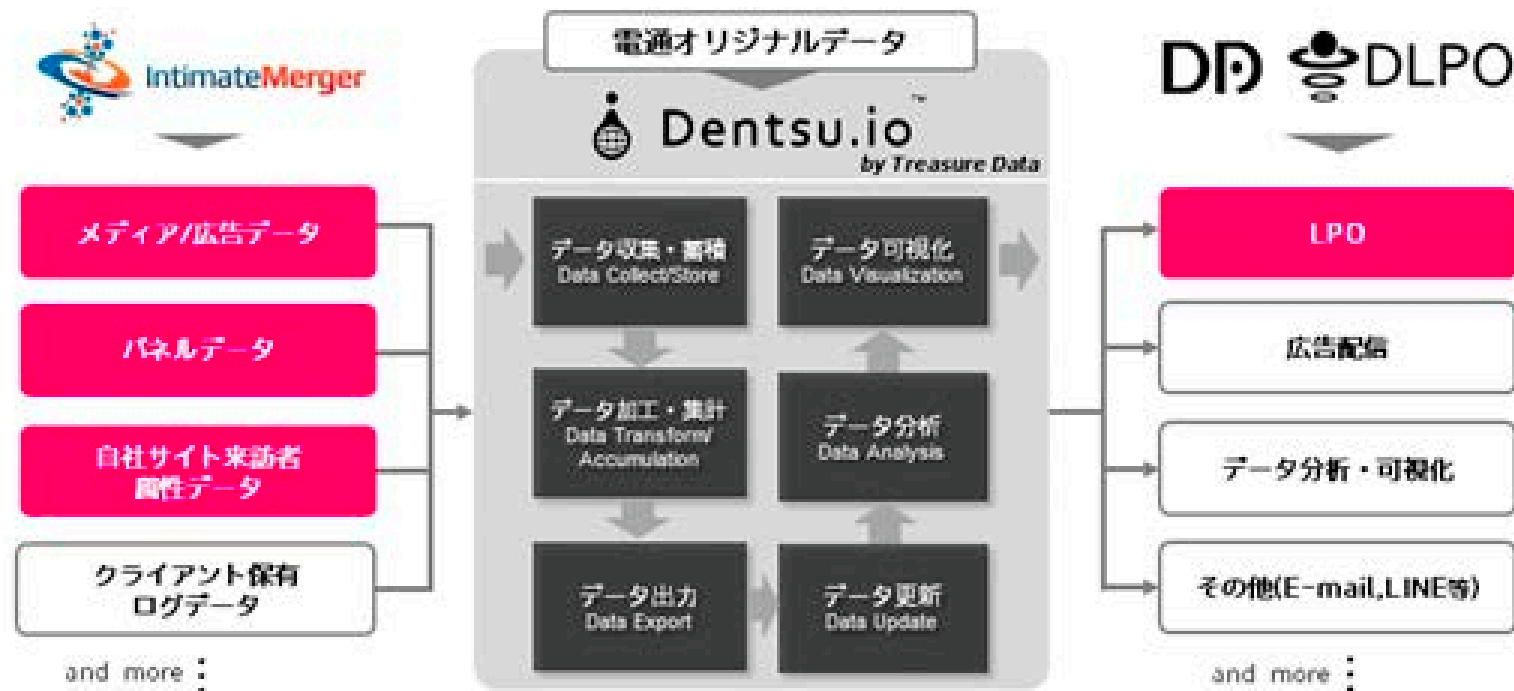 IntimateMerger
メディア/広告データ
パネルデータ
自社サイト来訪者
属性データ
クライアント保有
ログデータ
and more
電通オリジナルデータ
Dentsu.io™
by Treasure Data
データ収集・蓄積
Data Collect/Store
データ加工・集計
Data Transform/
Accumulation
データ出力
Data Export
データ更新
Data Update
データ分析
Data Analysis
データ可視化
Data Visualization
DLPO
LPO
広告配信
データ分析・可視化
その他(E-mail,LINE等)
and more